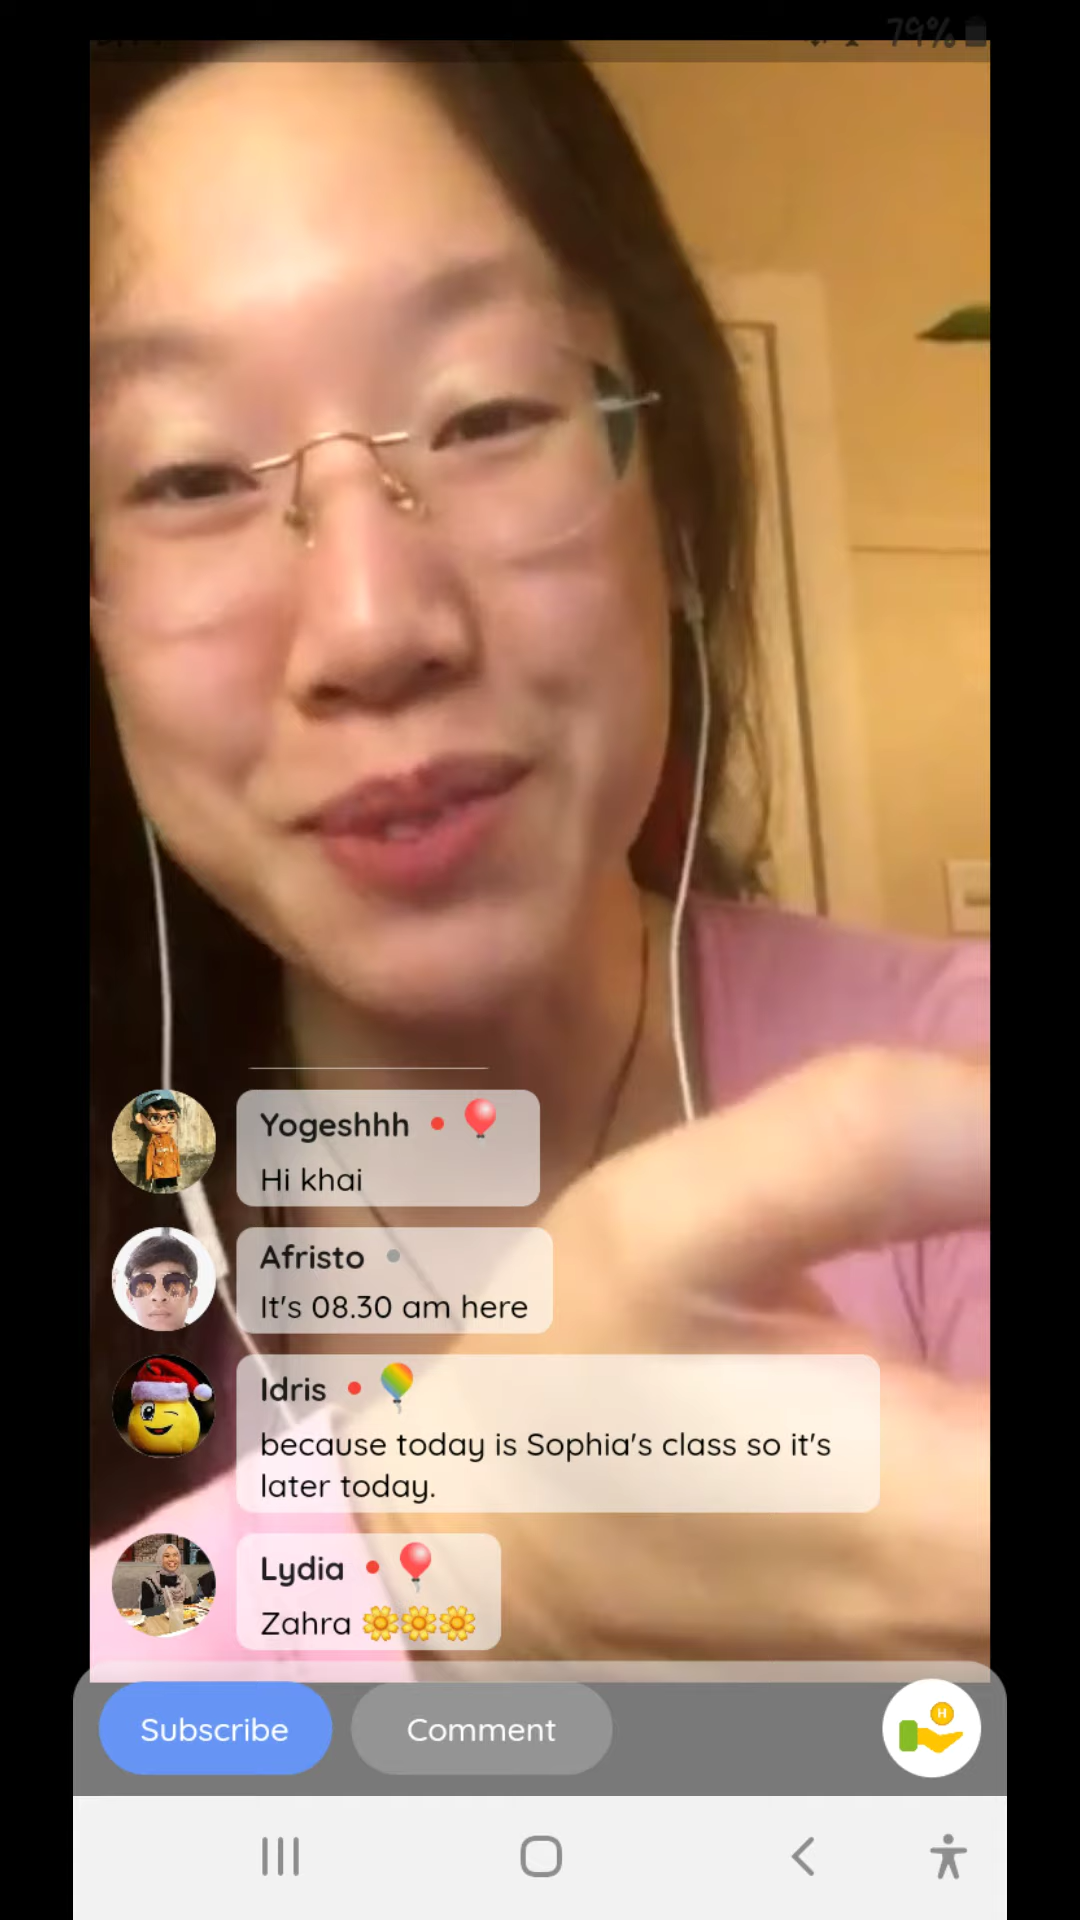 79%
Yogeshhh
Hi khai
Afristo
It's 08.30 am here
Idris
because today is Sophia's class so it's
later today.
Lydia
Zahra 🌼🌼🌼
Subscribe
Comment
H